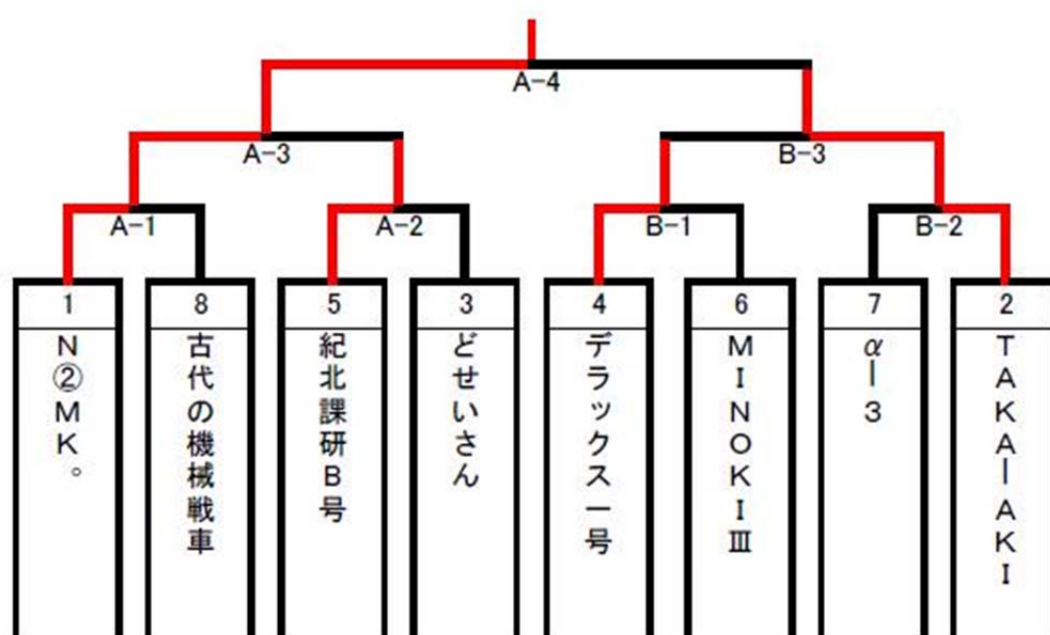 A-4
A-3
B-3
A-1
A-2
B-1
B-2
1
8
5
3
4
6
7
2
N②MK。
古代の機械戦車
紀北課研B号
どせいさん
デラックス一号
MINOKIⅢ
α―3
TAKA―AKI